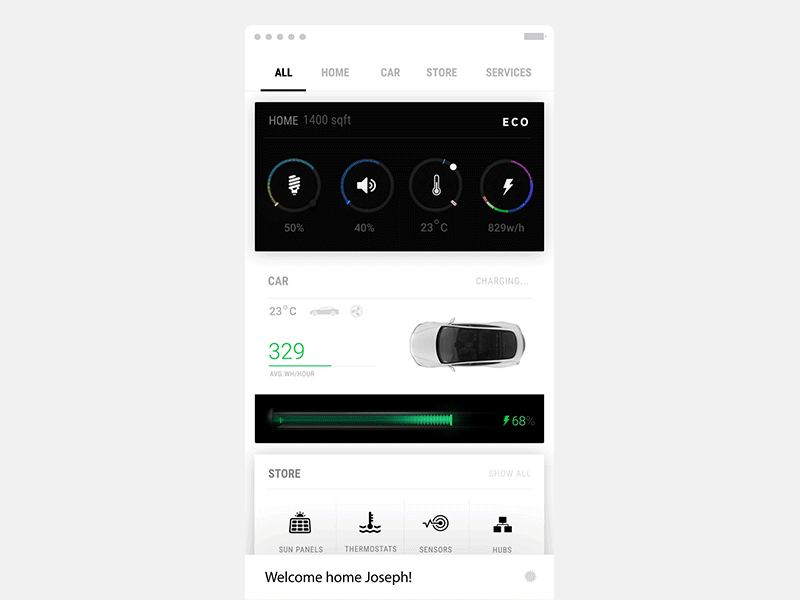 ALL HOME CAR STORE SERVICES
HOME 1400 sqft ECO
50% 40% 23°C 829w/h
CAR CHARGING...
23°C
329
AVG.WH/HOUR
68%
STORE SHOW ALL
SUN PANELS THERMOSTATS SENSORS HUBS
Welcome home Joseph!